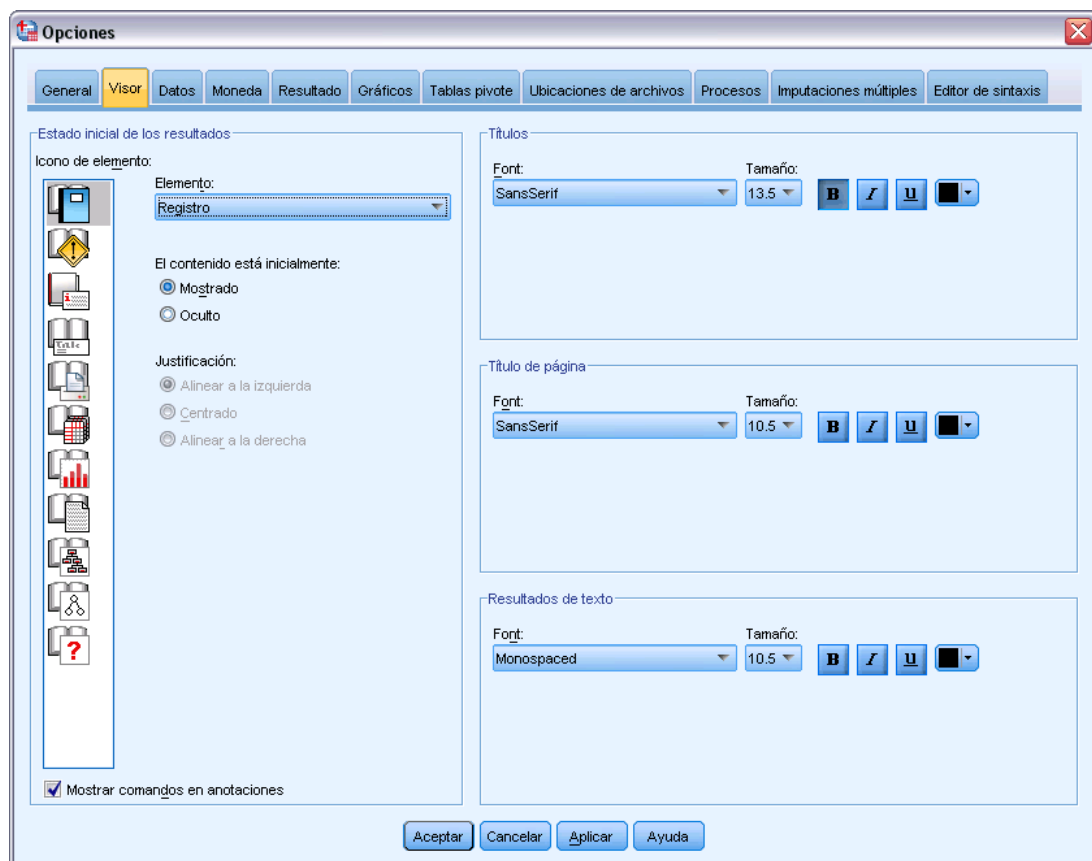 Opciones
General Visor Datos Moneda Resultado Gráficos Tablas pivote Ubicaciones de archivos Procesos Imputaciones múltiples Editor de sintaxis
Estado inicial de los resultados
Icono de elemento:
Elemento:
Registro
El contenido está inicialmente:
Mostrado
Oculto
Justificación:
Alinear a la izquierda
Centrado
Alinear a la derecha
Title
Mostrar comandos en anotaciones
Títulos
Font: Tamaño:
SansSerif 13.5 B I U
Título de página
Font: Tamaño:
SansSerif 10.5 B I U
Resultados de texto
Font: Tamaño:
Monospaced 10.5 B I U
Aceptar Cancelar Aplicar Ayuda